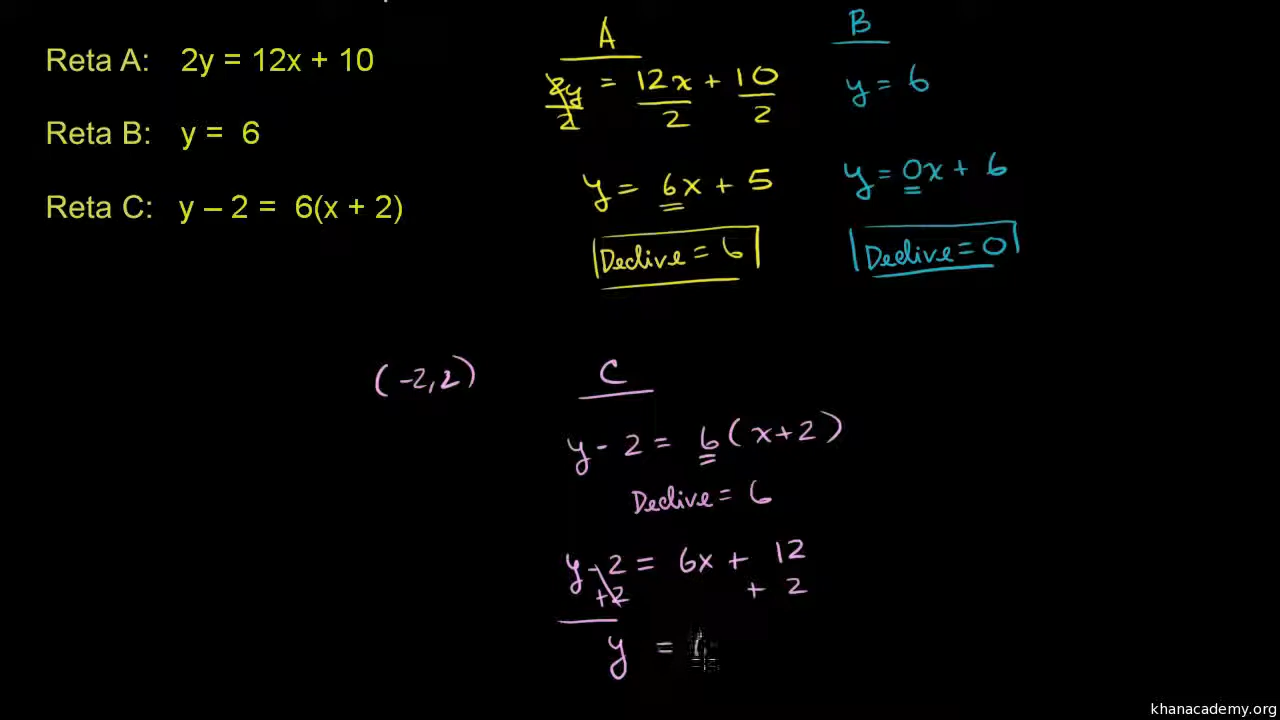 Reta A: 2y = 12x + 10
Reta B: y = 6
Reta C: y – 2 = 6(x + 2)
A
2y/2 = 12x/2 + 10/2
y = 6x + 5
Declive = 6
B
y = 6
y = 0x + 6
Declive = 0
(-2,2)
C
y - 2 = 6(x+2)
Declive = 6
y - 2 = 6x + 12
+2 + 2
y =
khanacademy.org